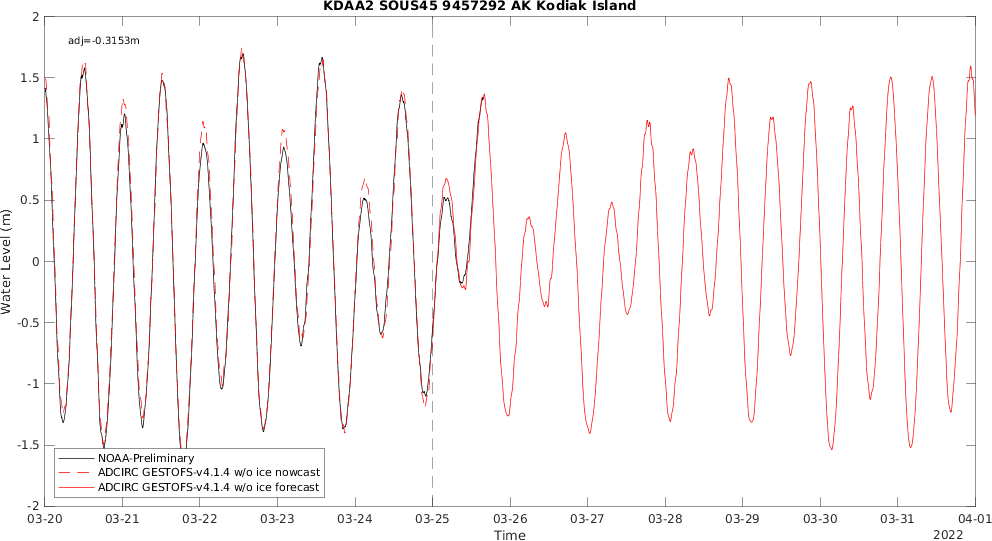 KDAA2 SOUS45 9457292 AK Kodiak Island
adj=-0.3153m
Water Level (m)
2
1.5
1
0.5
0
-0.5
-1
-1.5
-2
NOAA-Preliminary
ADCIRC GESTOFS-v4.1.4 w/o ice nowcast
ADCIRC GESTOFS-v4.1.4 w/o ice forecast
03-20 03-21 03-22 03-23 03-24 03-25 03-26 03-27 03-28 03-29 03-30 03-31 04-01
Time
2022